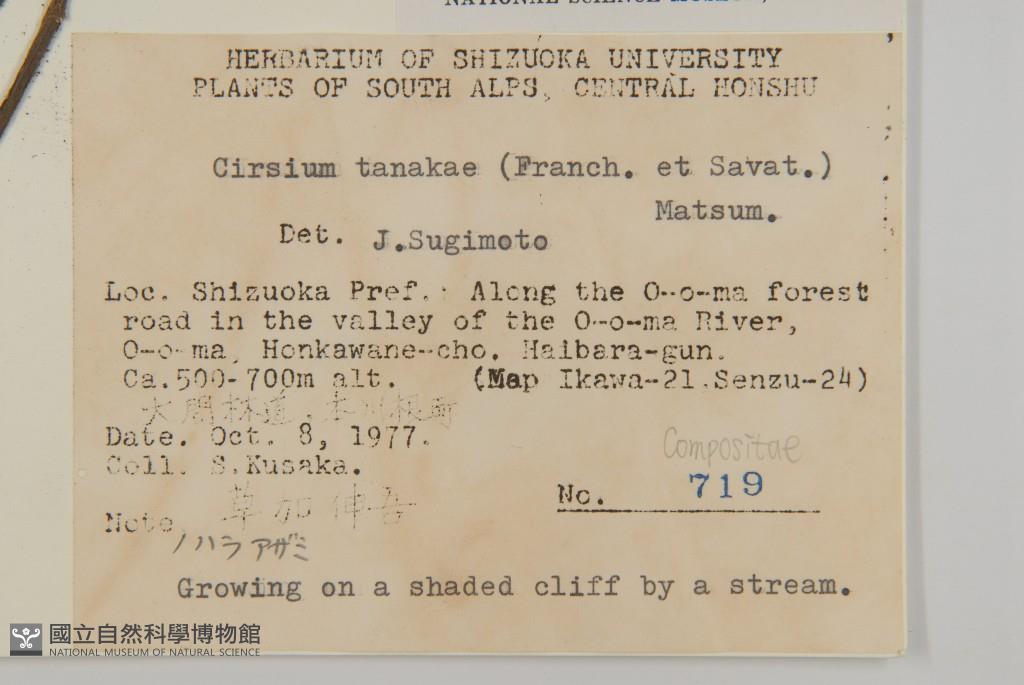 NATIONAL SCIENCE MUSEUM,
HERBARIUM OF SHIZUOKA UNIVERSITY
PLANTS OF SOUTH ALPS, CENTRAL HONSHU
Cirsium tanakae (Franch. et Savat.)
Matsum.
Det. J.Sugimoto
Loc. Shizuoka Pref.: Along the O-o-ma forest
road in the valley of the O-o-ma River,
O-o-ma, Honkawane-cho. Haibara-gun.
Ca.500-700m alt. (Map Ikawa-21.Senzu-24)
大間林道. 本川根町
Date. Oct. 8, 1977.
Compositae
Coll. S.Kusaka.
No. 719
草加伸吾
Note.
ノハラアザミ
Growing on a shaded cliff by a stream.
國立自然科學博物館
NATIONAL MUSEUM OF NATURAL SCIENCE